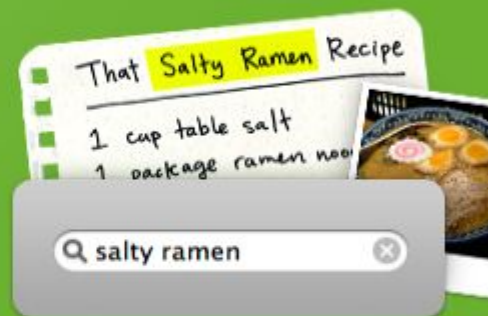 That Salty Ramen Recipe
1 cup table salt
1 package ramen
salty ramen